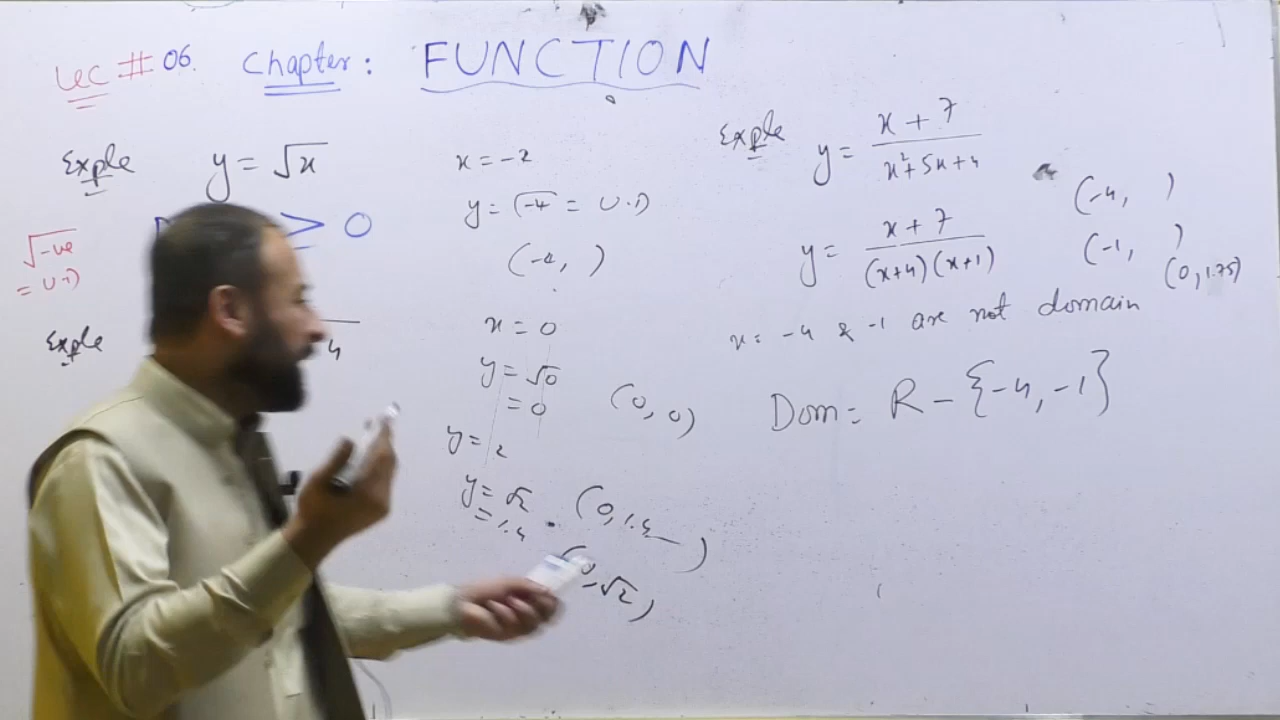 Lec # 06. Chapter: FUNCTION
Exple y = √x
≥ 0
√-ve
= U.D
Exple
4
x = -2
y = √-4 = U.D
x = 0
y = √0
= 0 (0, 0)
y = 2
y = √2
= 1.4
(0, 1.4 )
(0, √2)
Exple y = x + 7 / x²+5x+4
y = x + 7 / (x+4)(x+1)
(-4, )
(-1, )
(0, 1.75)
x = -4 & -1 are not domain
Dom = R - {-4, -1}